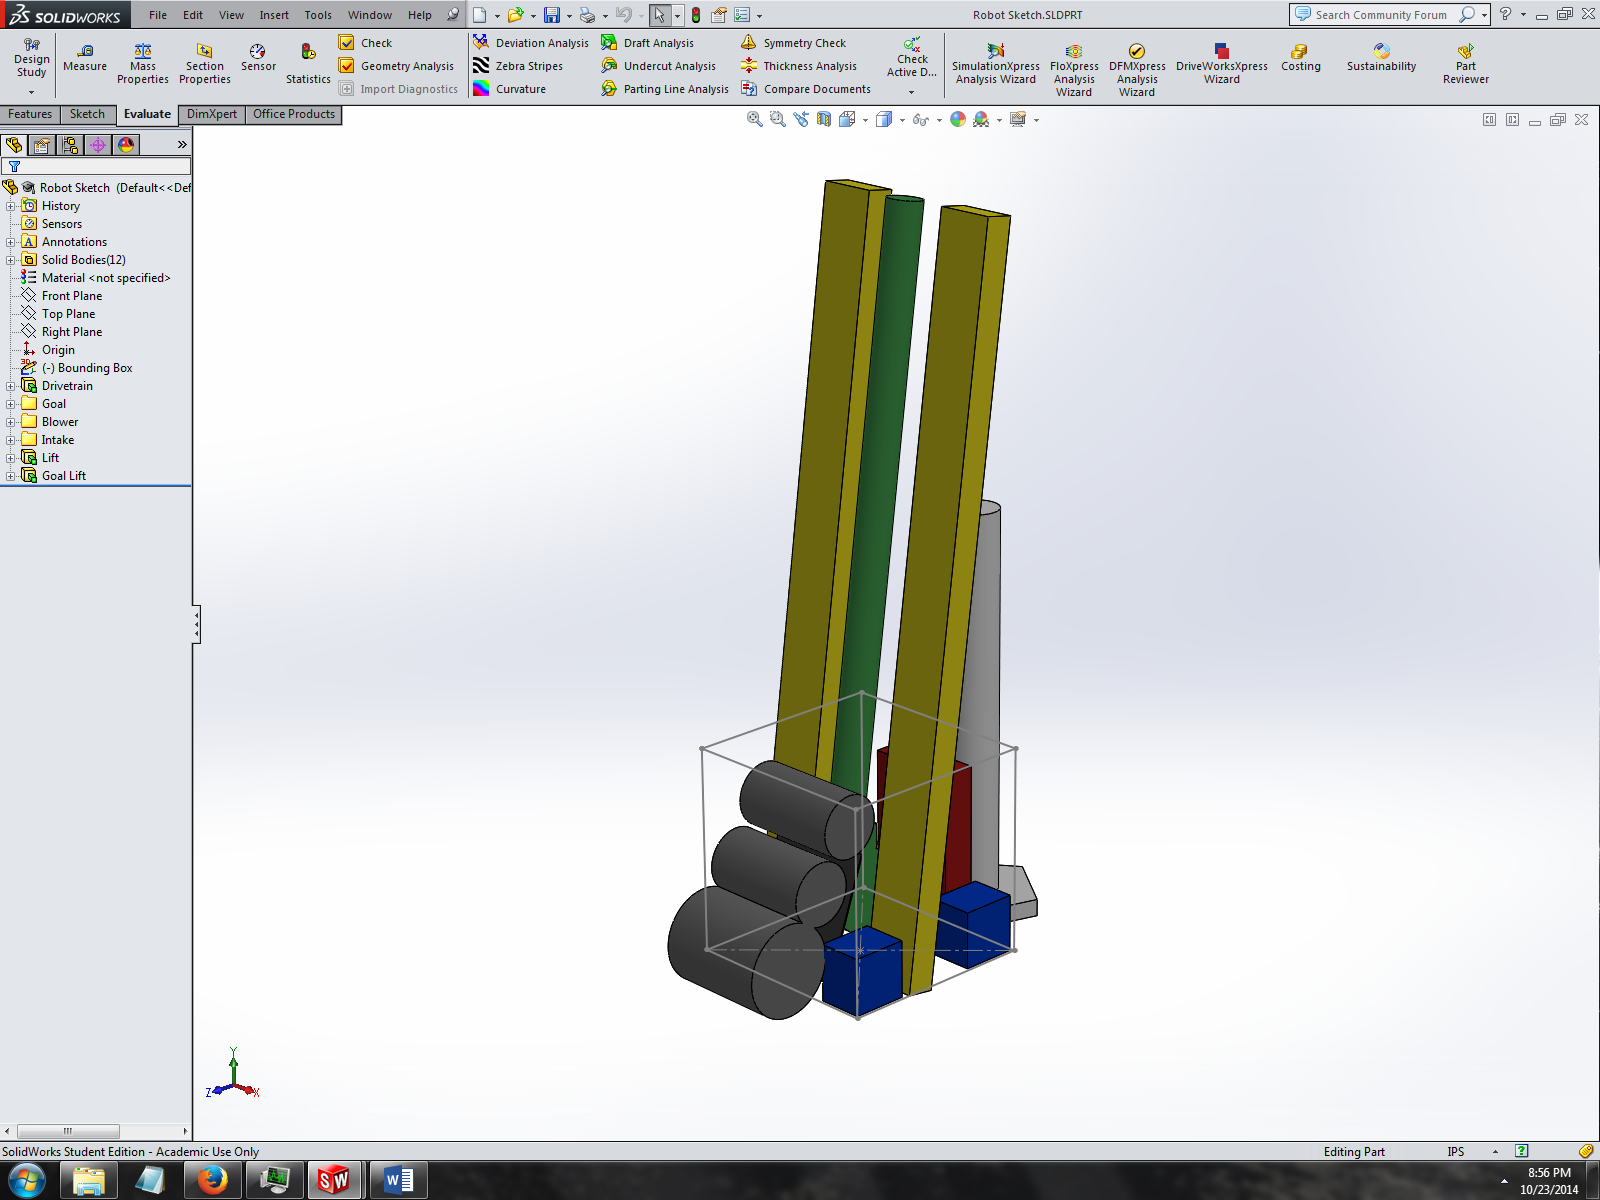 SOLIDWORKS File Edit View Insert Tools Window Help Robot Sketch.SLDPRT Search Community Forum
Design Study
Measure
Mass Properties
Section Properties
Sensor
Statistics
Check
Geometry Analysis
Import Diagnostics
Deviation Analysis
Zebra Stripes
Curvature
Draft Analysis
Undercut Analysis
Parting Line Analysis
Symmetry Check
Thickness Analysis
Compare Documents
Check Active D...
SimulationXpress Analysis Wizard
FloXpress Analysis Wizard
DFMXpress Analysis Wizard
DriveWorksXpress Wizard
Costing
Sustainability
Part Reviewer
Features Sketch Evaluate DimXpert Office Products
Robot Sketch (Default<<Def
History
Sensors
Annotations
Solid Bodies(12)
Material <not specified>
Front Plane
Top Plane
Right Plane
Origin
(-) Bounding Box
Drivetrain
Goal
Blower
Intake
Lift
Goal Lift
Y
Z X
SolidWorks Student Edition - Academic Use Only Editing Part IPS
8:56 PM
10/23/2014